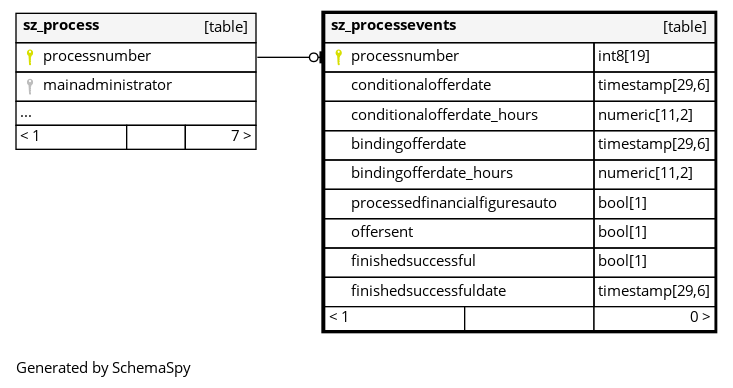 sz_process [table]
processnumber
mainadministrator
...
< 1 7 >
sz_processevents [table]
processnumber int8[19]
conditionalofferdate timestamp[29,6]
conditionalofferdate_hours numeric[11,2]
bindingofferdate timestamp[29,6]
bindingofferdate_hours numeric[11,2]
processedfinancialfiguresauto bool[1]
offersent bool[1]
finishedsuccessful bool[1]
finishedsuccessfuldate timestamp[29,6]
< 1 0 >
Generated by SchemaSpy